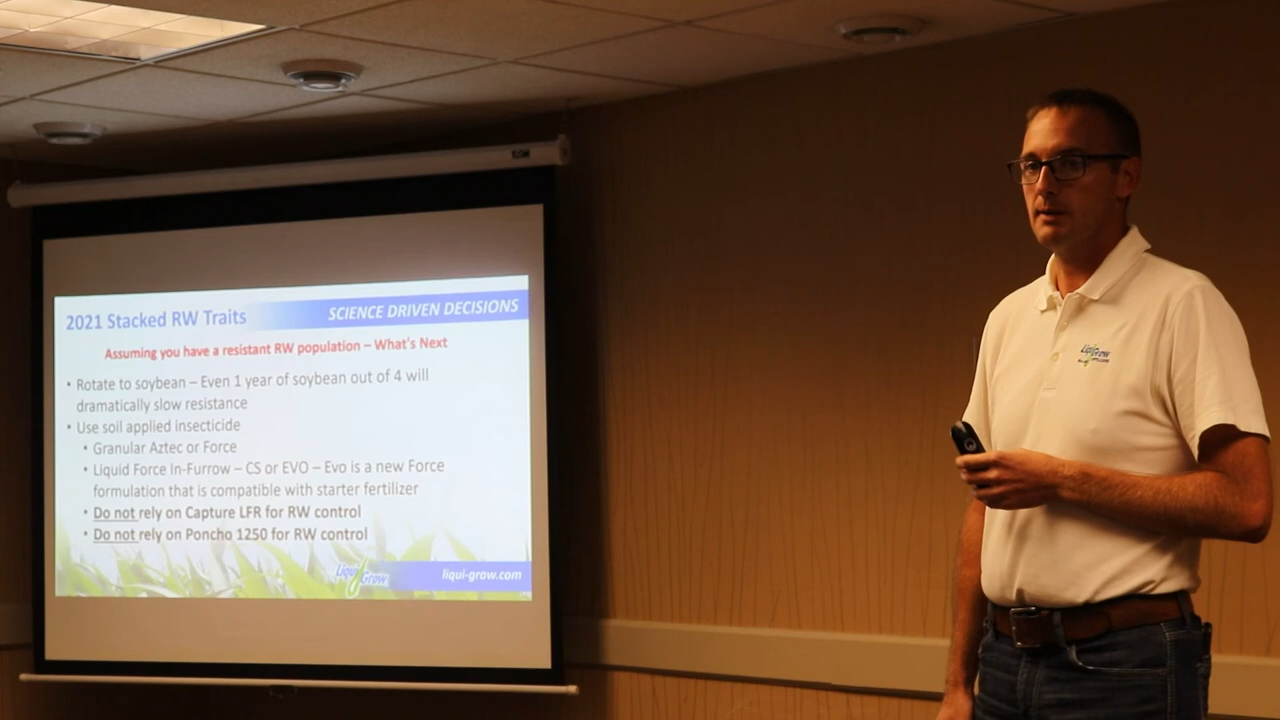 2021 Stacked RW Traits
SCIENCE DRIVEN DECISIONS
Assuming you have a resistant RW population – What's Next
• Rotate to soybean – Even 1 year of soybean out of 4 will
dramatically slow resistance
• Use soil applied insecticide
• Granular Aztec or Force
• Liquid Force In-Furrow – CS or EVO – Evo is a new Force
formulation that is compatible with starter fertilizer
• Do not rely on Capture LFR for RW control
• Do not rely on Poncho 1250 for RW control
Liqui Grow
liqui-grow.com
Liqui Grow